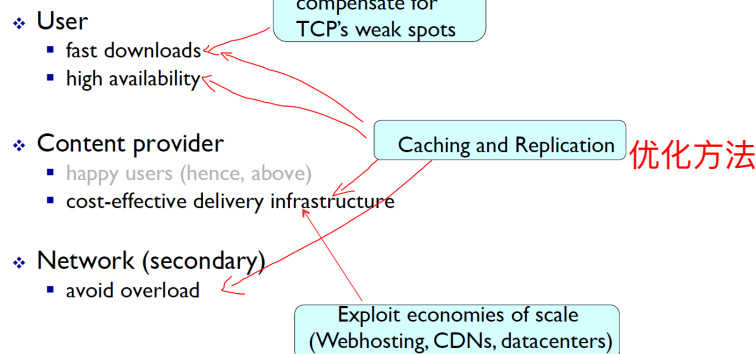 compensate for
TCP's weak spots
User
fast downloads
high availability
Caching and Replication
优化方法
Content provider
happy users (hence, above)
cost-effective delivery infrastructure
Network (secondary)
avoid overload
Exploit economies of scale
(Webhosting, CDNs, datacenters)